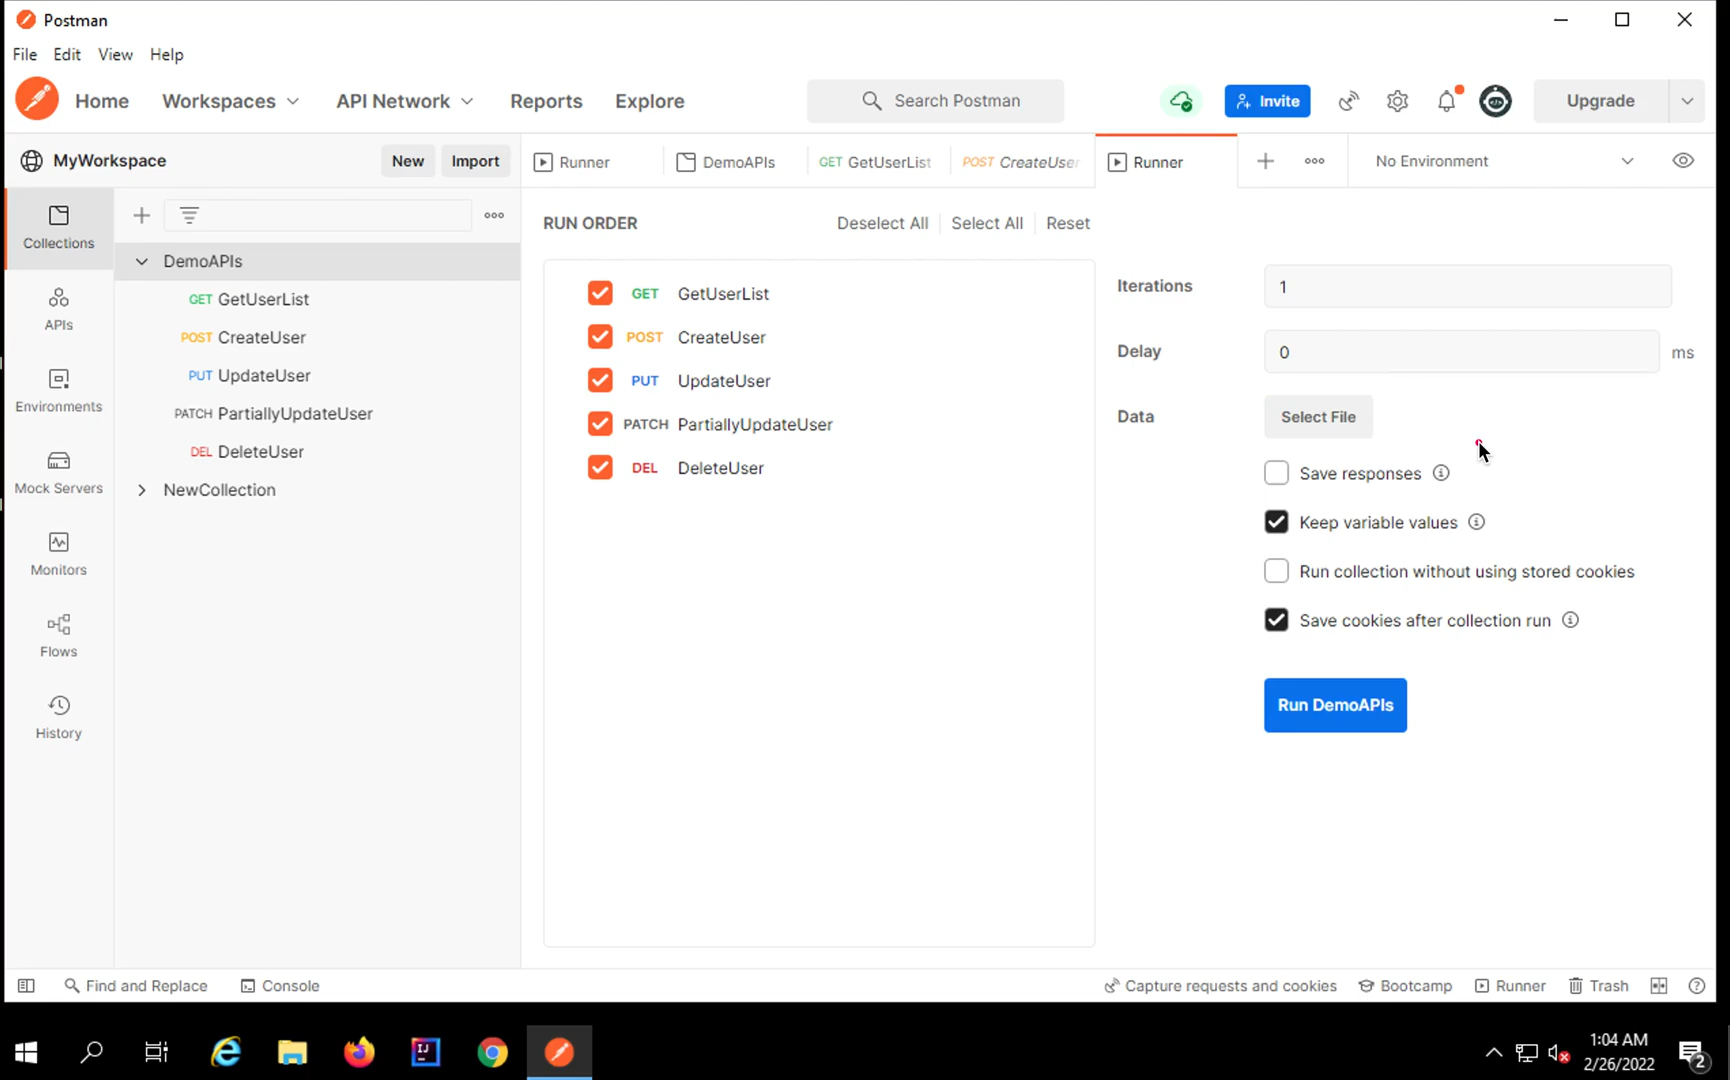 Postman
File Edit View Help
Home Workspaces API Network Reports Explore Search Postman Invite Upgrade
MyWorkspace New Import Runner DemoAPIs GET GetUserList POST CreateUser Runner No Environment
Collections
APIs
Environments
Mock Servers
Monitors
Flows
History
DemoAPIs
GET GetUserList
POST CreateUser
PUT UpdateUser
PATCH PartiallyUpdateUser
DEL DeleteUser
NewCollection
RUN ORDER Deselect All Select All Reset
GET GetUserList
POST CreateUser
PUT UpdateUser
PATCH PartiallyUpdateUser
DEL DeleteUser
Iterations 1
Delay 0 ms
Data Select File
Save responses
Keep variable values
Run collection without using stored cookies
Save cookies after collection run
Run DemoAPIs
Find and Replace Console Capture requests and cookies Bootcamp Runner Trash
1:04 AM
2/26/2022
2